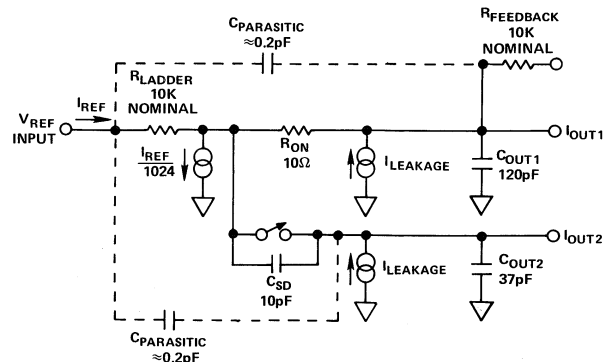 CPARASITIC
≈0.2pF
RFEEDBACK
10K
NOMINAL
RLADDER
10K
NOMINAL
IREF
VREF
INPUT
IREF
1024
RON
10Ω
ILEAKAGE
COUT1
120pF
IOUT1
CSD
10pF
ILEAKAGE
COUT2
37pF
IOUT2
CPARASITIC
≈0.2pF